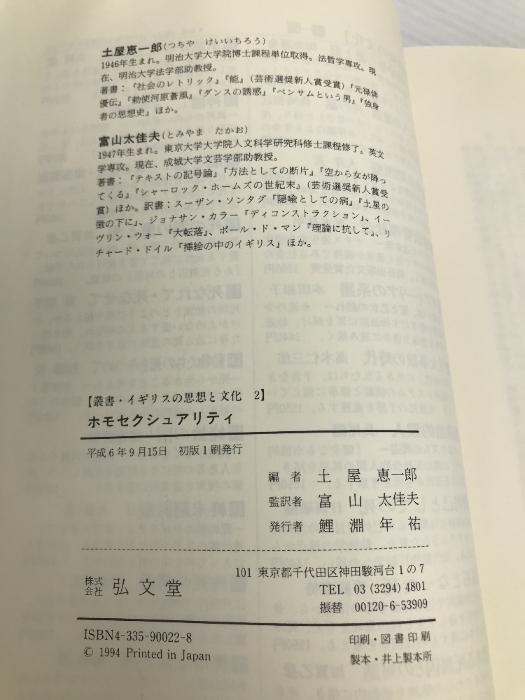 土屋恵一郎(つちや けいいちろう)
1946年生まれ。明治大学大学院博士課程単位取得。法哲学専攻。現
在、明治大学法学部助教授。
著書:『社会のレトリック』『能』(芸術選奨新人賞受賞)『元禄俳
優伝』『勅使河原蒼風』『ダンスの誘惑』『ベンサムという男』『独身
者の思想史』ほか。
富山太佳夫(とみやま たかお)
1947年生まれ。東京大学大学院人文科学研究科修士課程修了。英文
学専攻。現在、成城大学文芸学部助教授。
著書:『テキストの記号論』『方法としての断片』『空から女が降っ
てくる』『シャーロック・ホームズの世紀末』(芸術選奨新人賞受
賞)ほか。訳書:スーザン・ソンタグ『隠喩としての病』『土星の
徴の下に』、ジョナサン・カラー『ディコンストラクション』、イー
ヴリン・ウォー『大転落』、ポール・ド・マン『理論に抗して』、リ
チャード・ドイル『挿絵の中のイギリス』ほか。
【叢書・イギリスの思想と文化 2】
ホモセクシュアリティ
平成6年9月15日 初版1刷発行
編者 土屋恵一郎
監訳者 富山太佳夫
発行者 鯉淵年祐
株式会社 弘文堂
101 東京都千代田区神田駿河台1の7
TEL 03(3294)4801
振替 00120-6-53909
ISBN4-335-90022-8
© 1994 Printed in Japan
印刷・図書印刷
製本・井上製本所